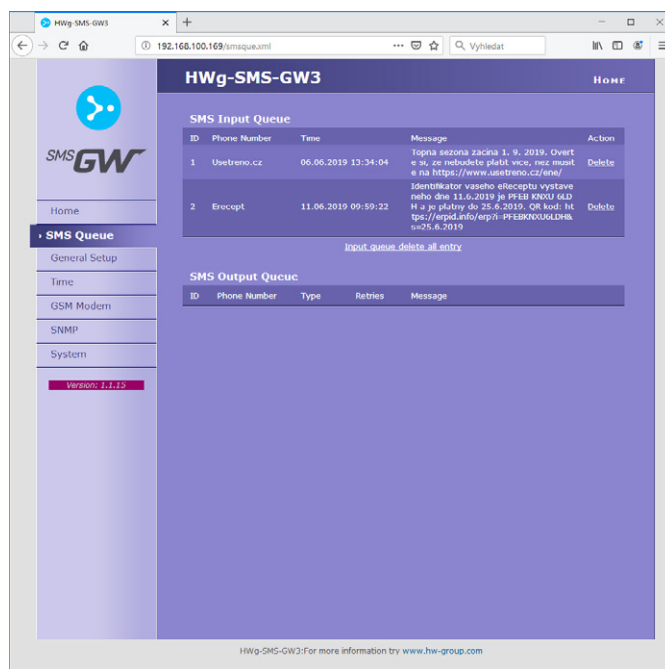 HWg-SMS-GW3
192.168.100.169/smsque.xml
Vyhledat
HWg-SMS-GW3
HOME
SMS GW
Home
SMS Queue
General Setup
Time
GSM Modem
SNMP
System
Version: 1.1.15
SMS Input Queue
ID Phone Number Time Message Action
1 Usetreno.cz 06.06.2019 13:34:04 Topna sezona zacina 1. 9. 2019. Overt Delete
e si, ze nebudete platit vice, nez musit
e na https://www.usetreno.cz/ene/
2 Erecept 11.06.2019 09:59:22 Identifikator vaseho eReceptu vystave Delete
neho dne 11.6.2019 je PFEB KNXU 6LD
H a je platny do 25.6.2019. QR kod: ht
tps://erpid.info/erp?i=PFEBKNXU6LDH&
s=25.6.2019
Input queue delete all entry
SMS Output Queue
ID Phone Number Type Retries Message
HWg-SMS-GW3:For more information try www.hw-group.com